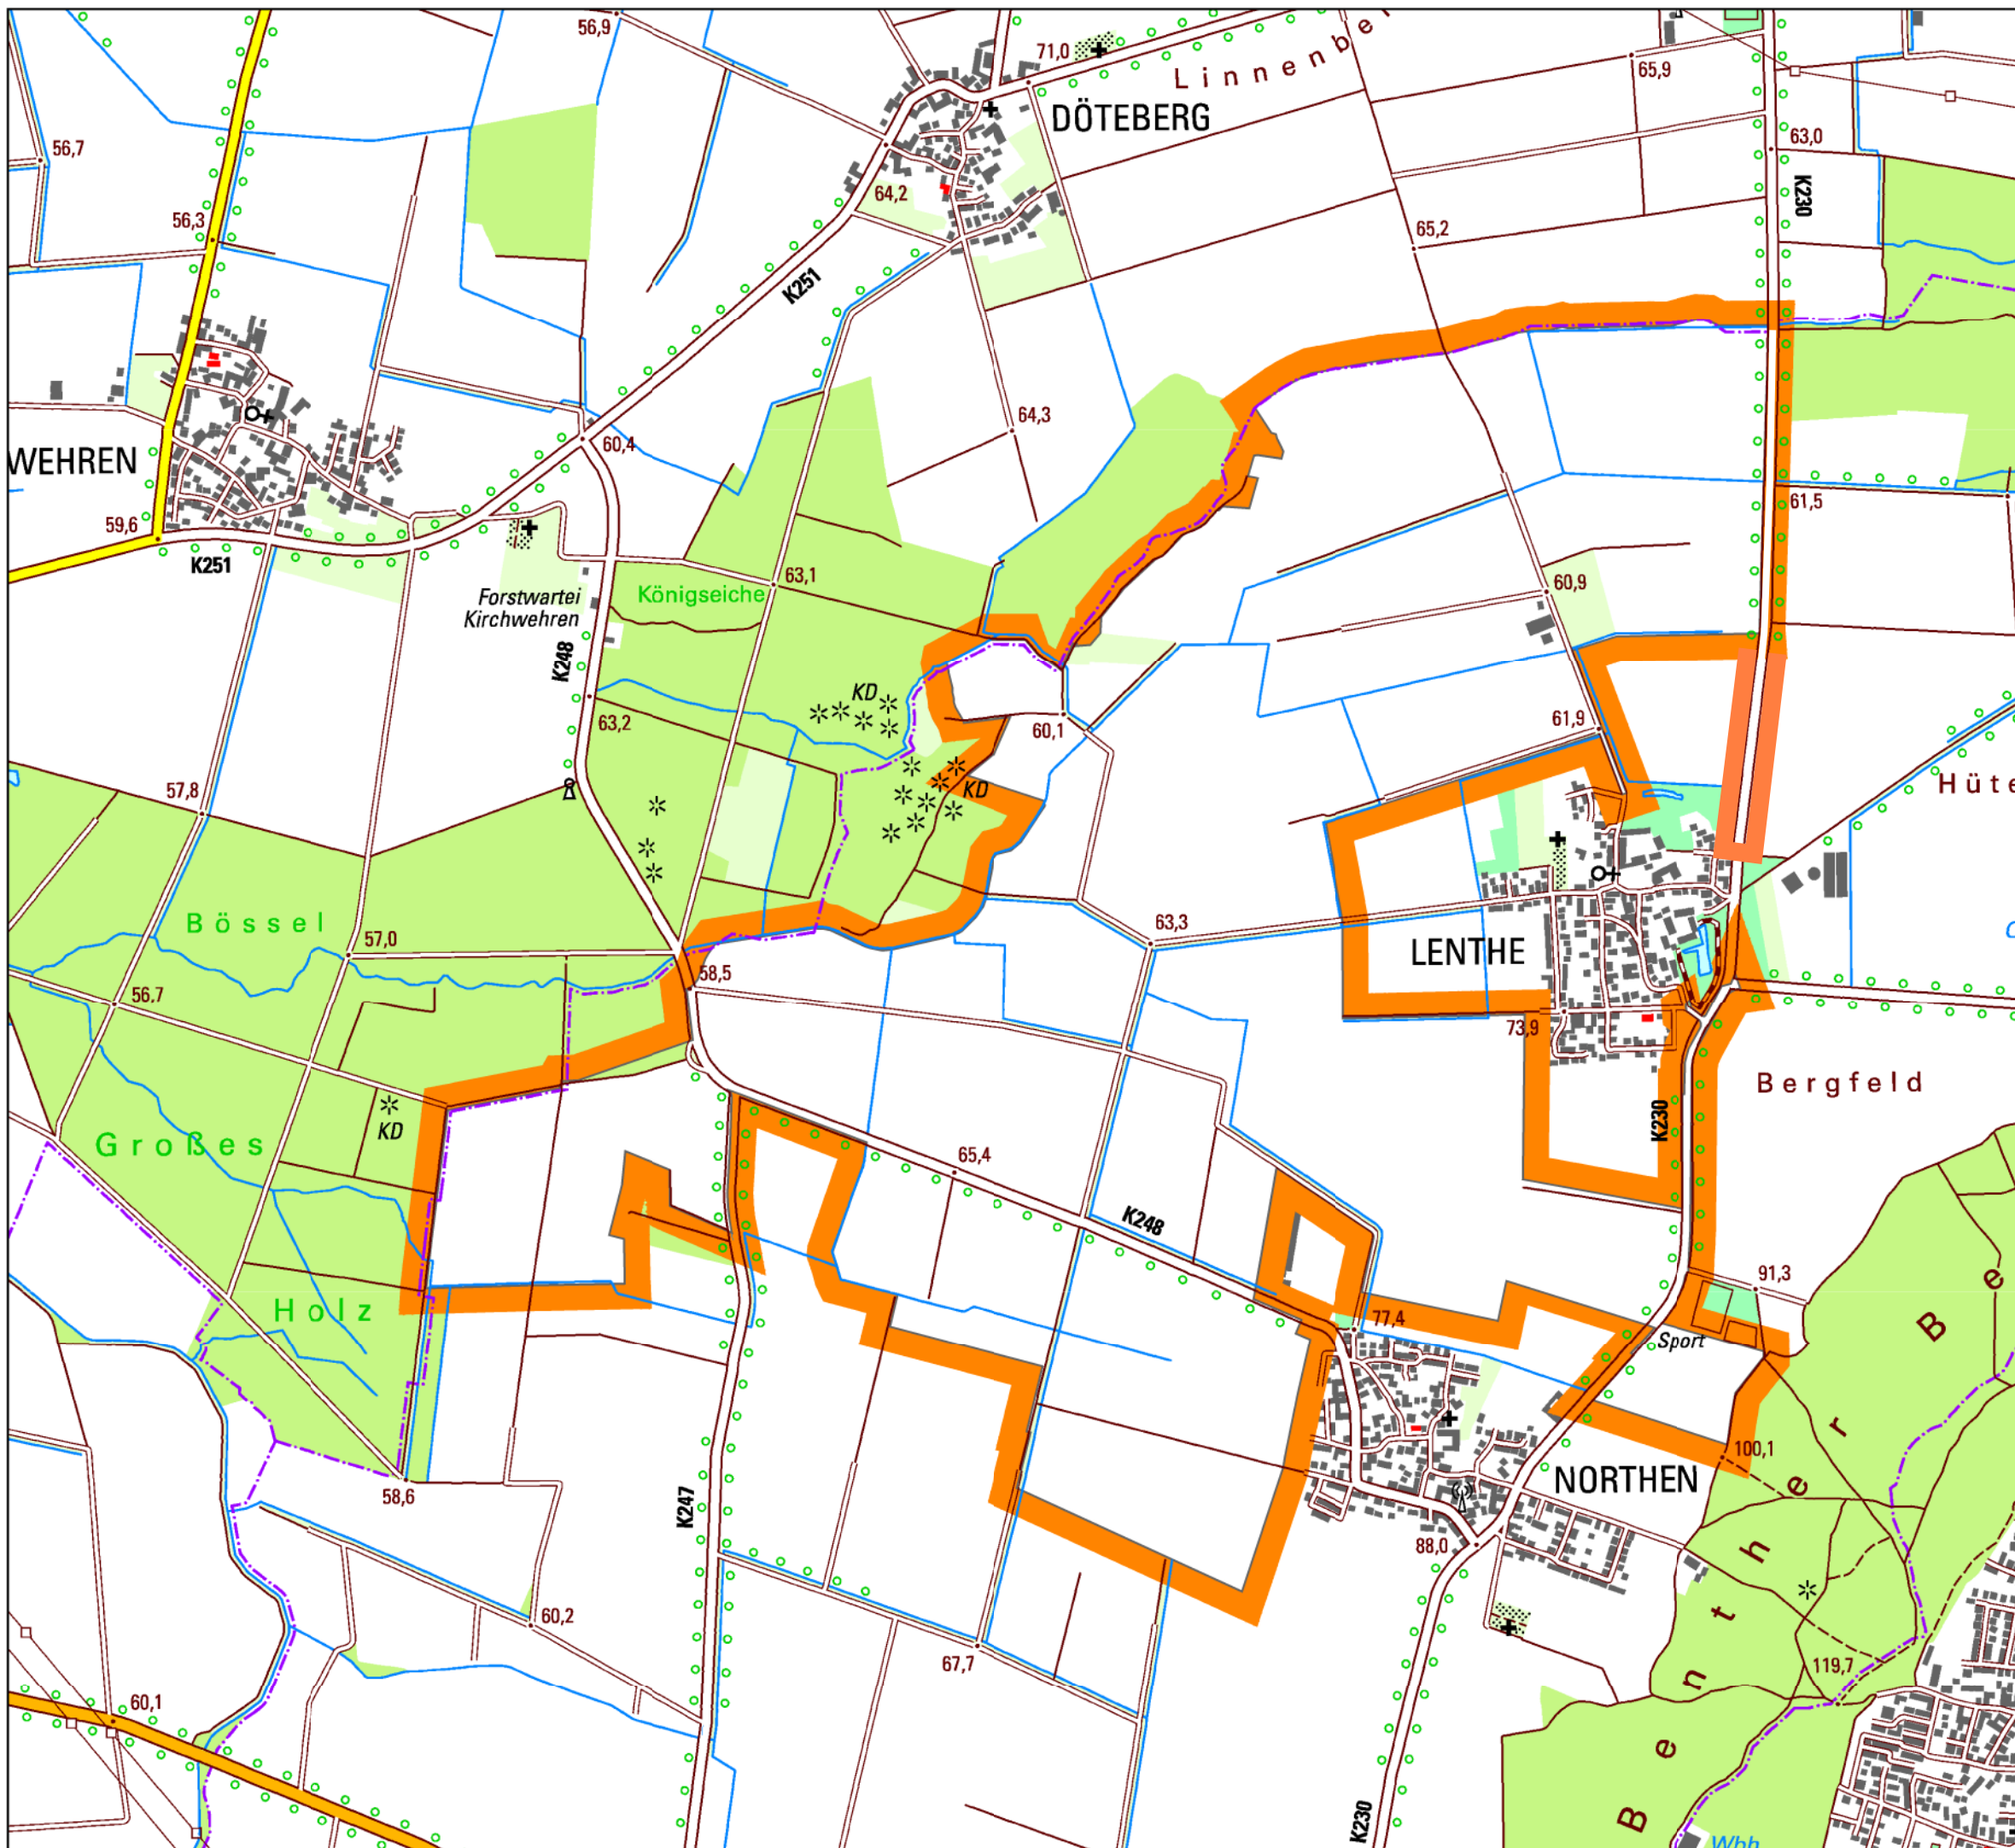 56,9
71,0
Linnenbe
65,9
DÖTEBERG
56,7
63,0
64,2
K230
56,3
65,2
K251
64,3
60,4
WEHREN
59,6
61,5
K251
63,1
Königseiche
60,9
Forstwartei
Kirchwehren
K248
KD
63,2
60,1
61,9
57,8
KD
Hüte
Bössel
57,0
63,3
LENTHE
58,5
56.7
73,9
Bergfeld
KD
K230
Großes
65,4
K248
91,3
Holz
77,4
Sport
Benther Be
100,1
NORTHEN
58,6
K247
88,0
60,2
67,7
119,7
60,1
K230
Wbh